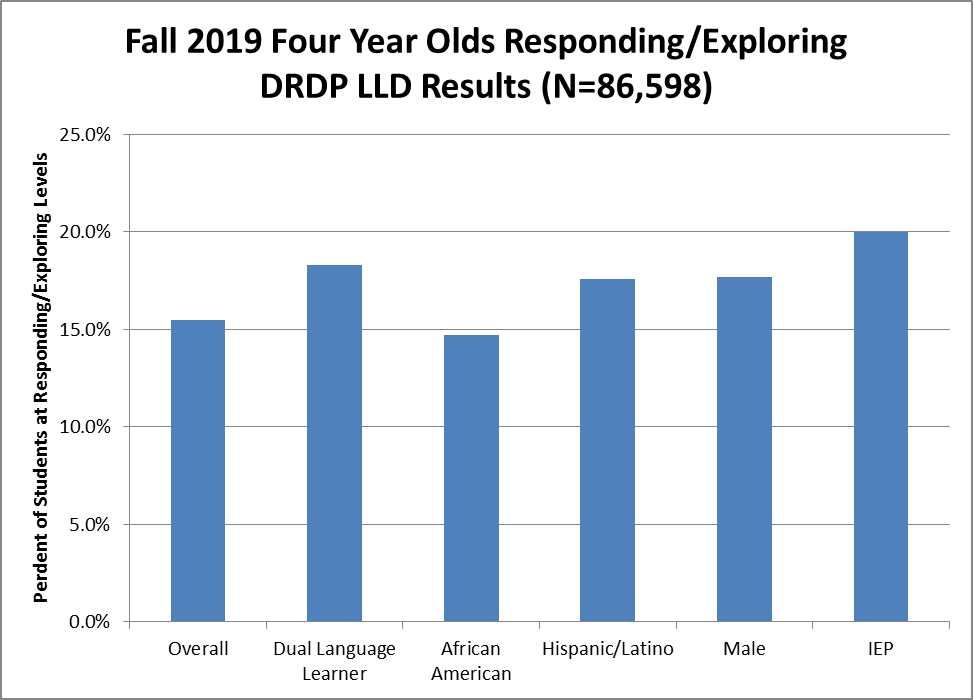 Fall 2019 Four Year Olds Responding/Exploring
DRDP LLD Results (N=86,598)
Perdent of Students at Responding/Exploring Levels
25.0%
20.0%
15.0%
10.0%
5.0%
0.0%
Overall
Dual Language
Learner
African
American
Hispanic/Latino
Male
IEP